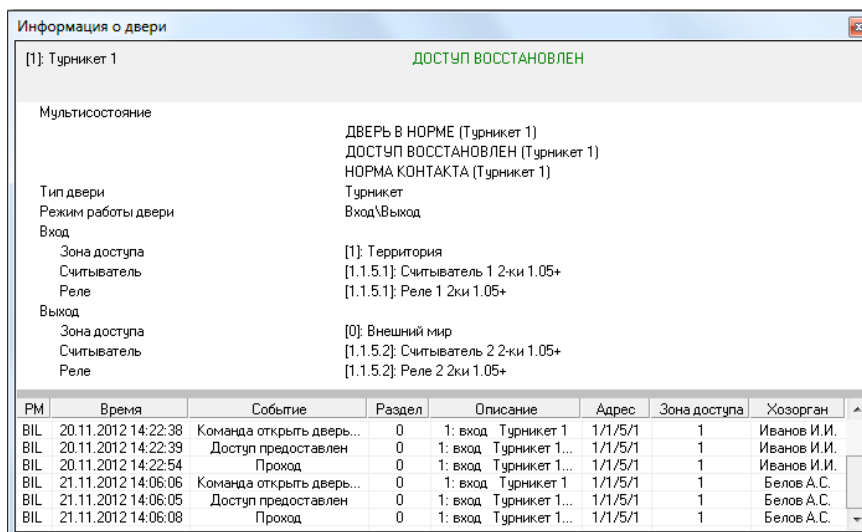 Информация о двери
[1]: Турникет 1 ДОСТУП ВОССТАНОВЛЕН
Мультисостояние
ДВЕРЬ В НОРМЕ (Турникет 1)
ДОСТУП ВОССТАНОВЛЕН (Турникет 1)
НОРМА КОНТАКТА (Турникет 1)
Тип двери Турникет
Режим работы двери Вход\Выход
Вход
Зона доступа [1]: Территория
Считыватель [1.1.5.1]: Считыватель 1 2-ки 1.05+
Реле [1.1.5.1]: Реле 1 2ки 1.05+
Выход
Зона доступа [0]: Внешний мир
Считыватель [1.1.5.2]: Считыватель 2 2-ки 1.05+
Реле [1.1.5.2]: Реле 2 2ки 1.05+
РМ Время Событие Раздел Описание Адрес Зона доступа Хозорган
BIL 20.11.2012 14:22:38 Команда открыть дверь... 0 1: вход Турникет 1 1/1/5/1 1 Иванов И.И.
BIL 20.11.2012 14:22:39 Доступ предоставлен 0 1: вход Турникет 1... 1/1/5/1 1 Иванов И.И.
BIL 20.11.2012 14:22:54 Проход 0 1: вход Турникет 1... 1/1/5/1 1 Иванов И.И.
BIL 21.11.2012 14:06:06 Команда открыть дверь... 0 1: вход Турникет 1 1/1/5/1 1 Белов А.С.
BIL 21.11.2012 14:06:05 Доступ предоставлен 0 1: вход Турникет 1... 1/1/5/1 1 Белов А.С.
BIL 21.11.2012 14:06:08 Проход 0 1: вход Турникет 1... 1/1/5/1 1 Белов А.С.